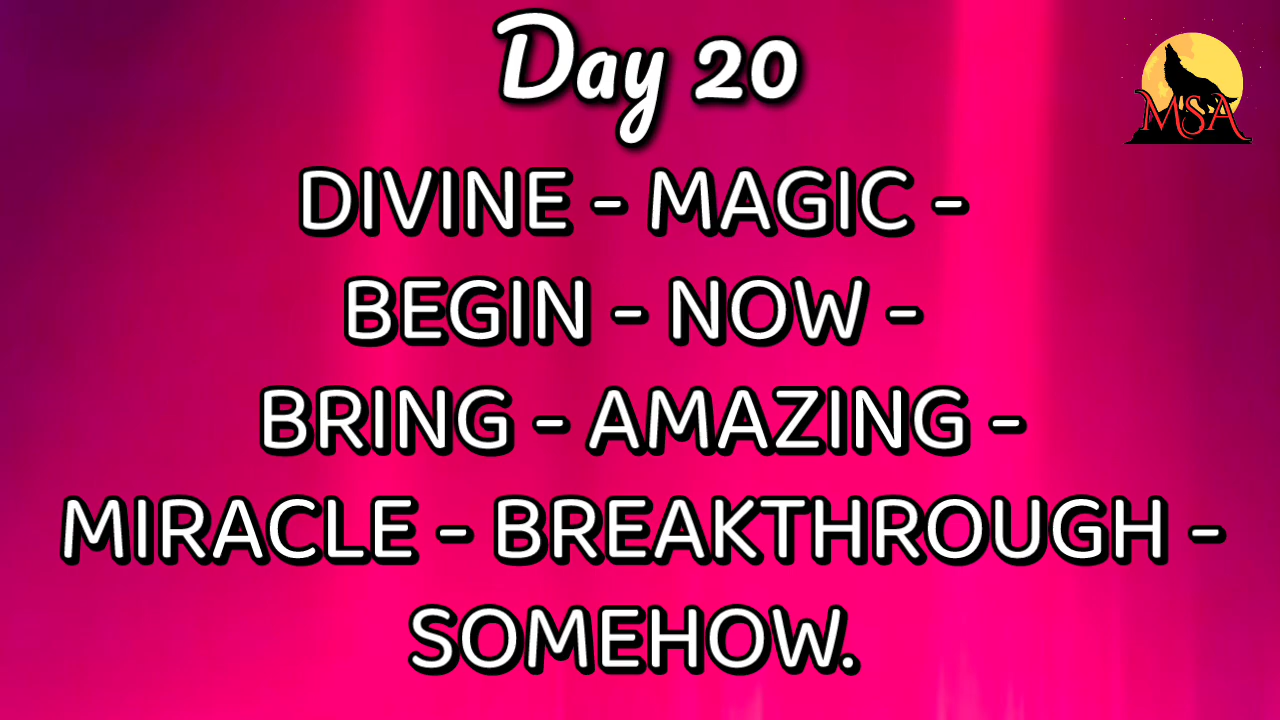 Day 20
MSA
DIVINE - MAGIC -
BEGIN - NOW -
BRING - AMAZING -
MIRACLE - BREAKTHROUGH -
SOMEHOW.